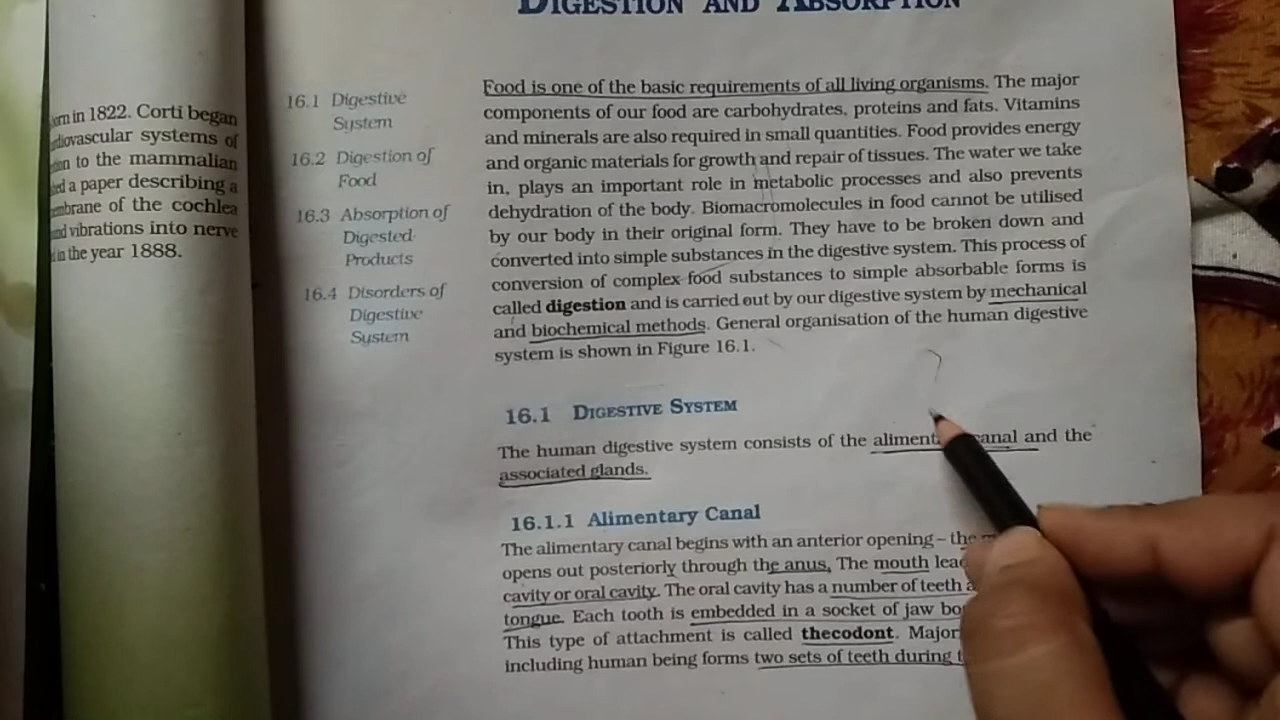 DIGESTION AND ABSORPTION
in 1822. Corti began
systems of
to the mammalian
a paper describing a
of the cochlea
vibrations into nerve
in the year 1888.
16.1 Digestive
System
16.2 Digestion of
Food
16.3 Absorption of
Digested
Products
16.4 Disorders of
Digestive
System
Food is one of the basic requirements of all living organisms. The major
components of our food are carbohydrates, proteins and fats. Vitamins
and minerals are also required in small quantities. Food provides energy
and organic materials for growth and repair of tissues. The water we take
in, plays an important role in metabolic processes and also prevents
dehydration of the body. Biomacromolecules in food cannot be utilised
by our body in their original form. They have to be broken down and
converted into simple substances in the digestive system. This process of
conversion of complex food substances to simple absorbable forms is
called digestion and is carried out by our digestive system by mechanical
and biochemical methods. General organisation of the human digestive
system is shown in Figure 16.1.
16.1 DIGESTIVE SYSTEM
The human digestive system consists of the canal and the
associated glands.
16.1.1 Alimentary Canal
The alimentary canal begins with an anterior opening – the
opens out posteriorly through the anus. The mouth
cavity or oral cavity. The oral cavity has a number of teeth
tongue. Each tooth is embedded in a socket of jaw
This type of attachment is called thecodont.
including human being forms two sets of teeth during